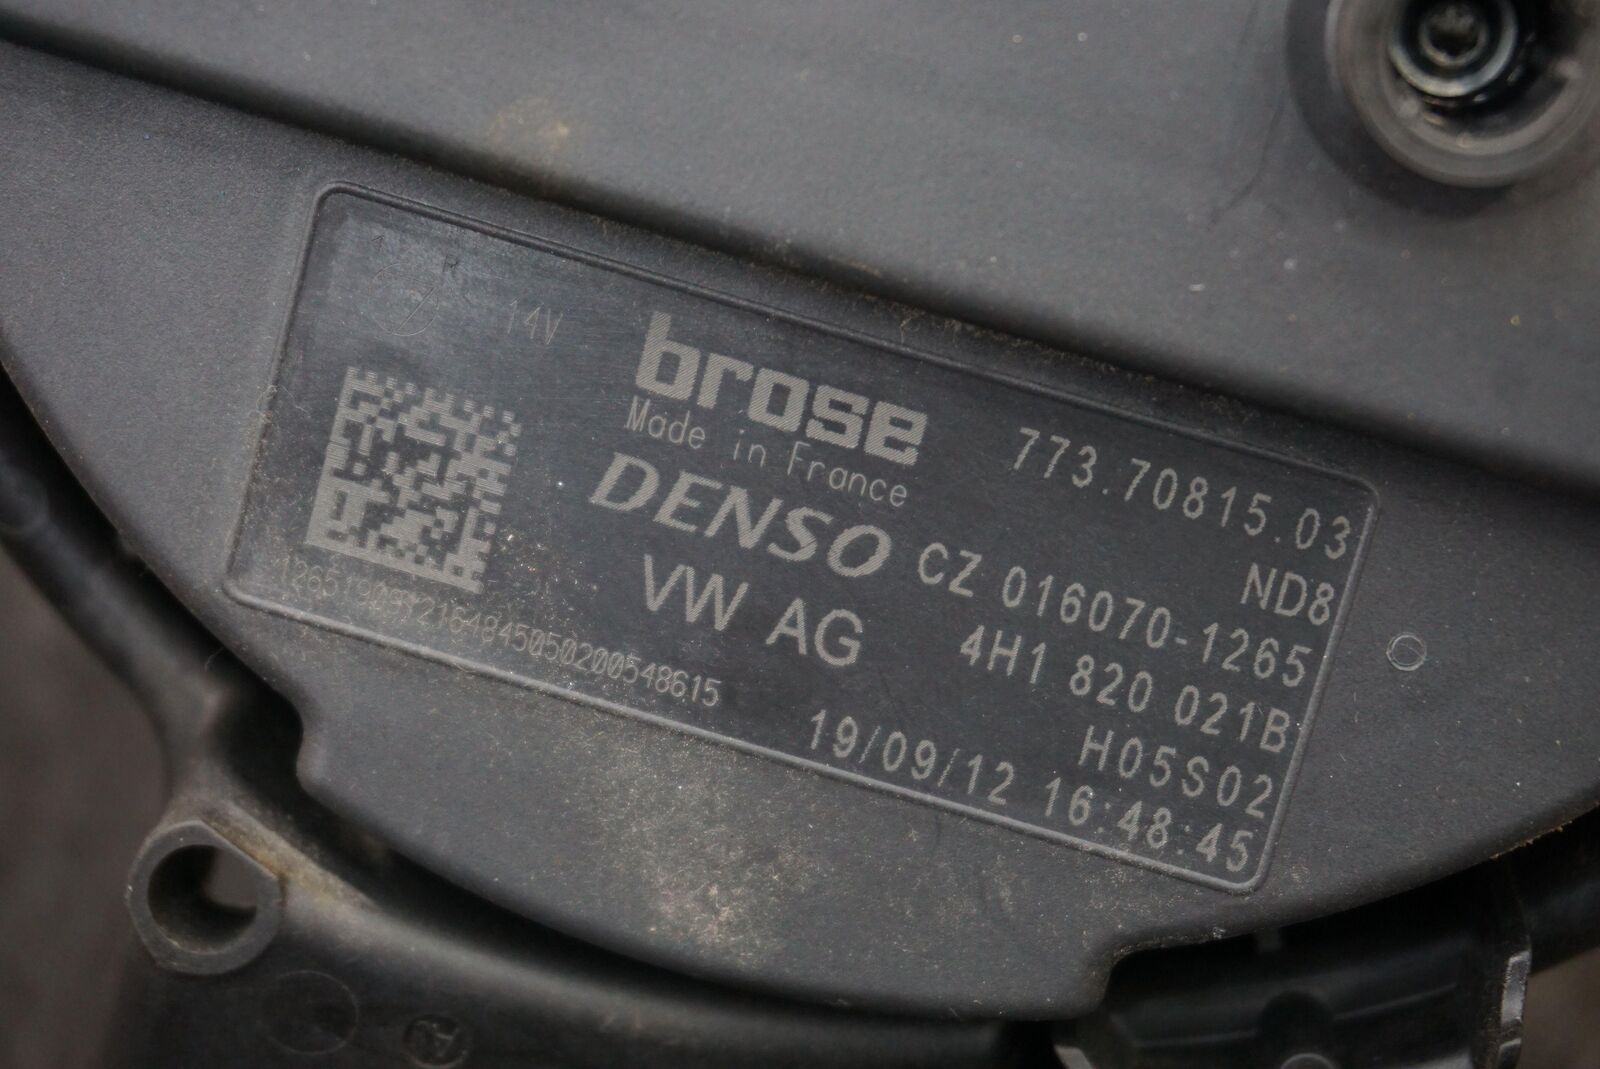 14V
brose 773.70815.03
Made in France ND8
DENSO CZ 016070-1265
VW AG 4H1 820 021B
H05S02
19/09/12 16:48:45